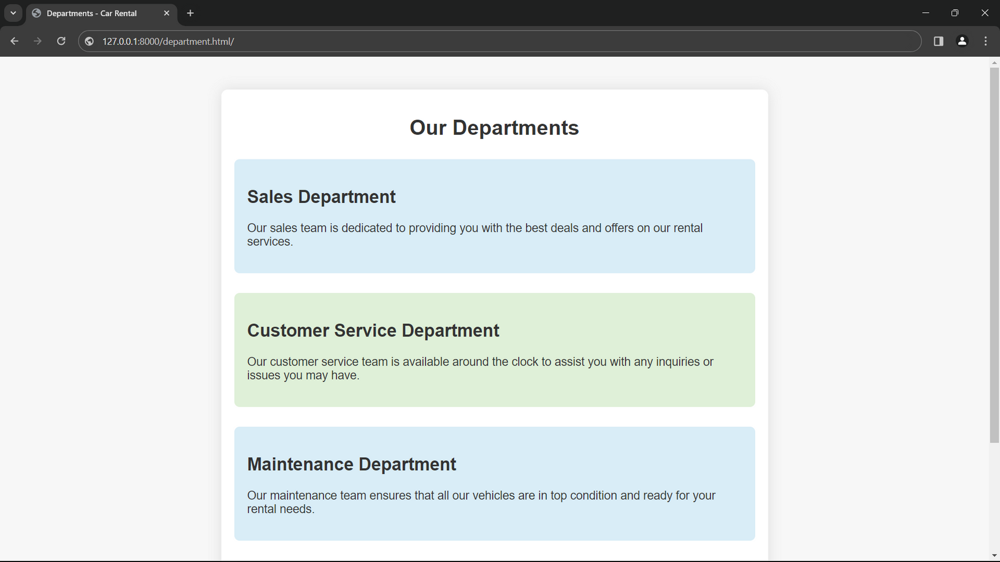 Departments - Car Rental
127.0.0.1:8000/department.html/
Our Departments
Sales Department
Our sales team is dedicated to providing you with the best deals and offers on our rental
services.
Customer Service Department
Our customer service team is available around the clock to assist you with any inquiries or
issues you may have.
Maintenance Department
Our maintenance team ensures that all our vehicles are in top condition and ready for your
rental needs.